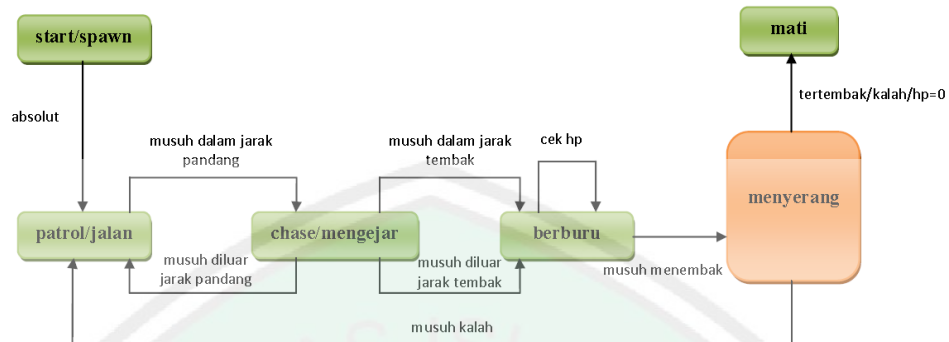 start/spawn
mati
absolut
tertembak/kalah/hp=0
musuh dalam jarak
pandang
musuh dalam jarak
tembak
cek hp
menyerang
patrol/jalan
chase/mengejar
berburu
musuh diluar
jarak pandang
musuh diluar
jarak tembak
musuh menembak
musuh kalah